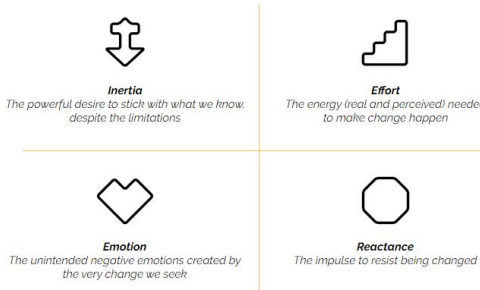 Inertia
The powerful desire to stick with what we know,
despite the limitations
Effort
The energy (real and perceived) neede
to make change happen
Emotion
The unintended negative emotions created by
the very change we seek
Reactance
The impulse to resist being changed